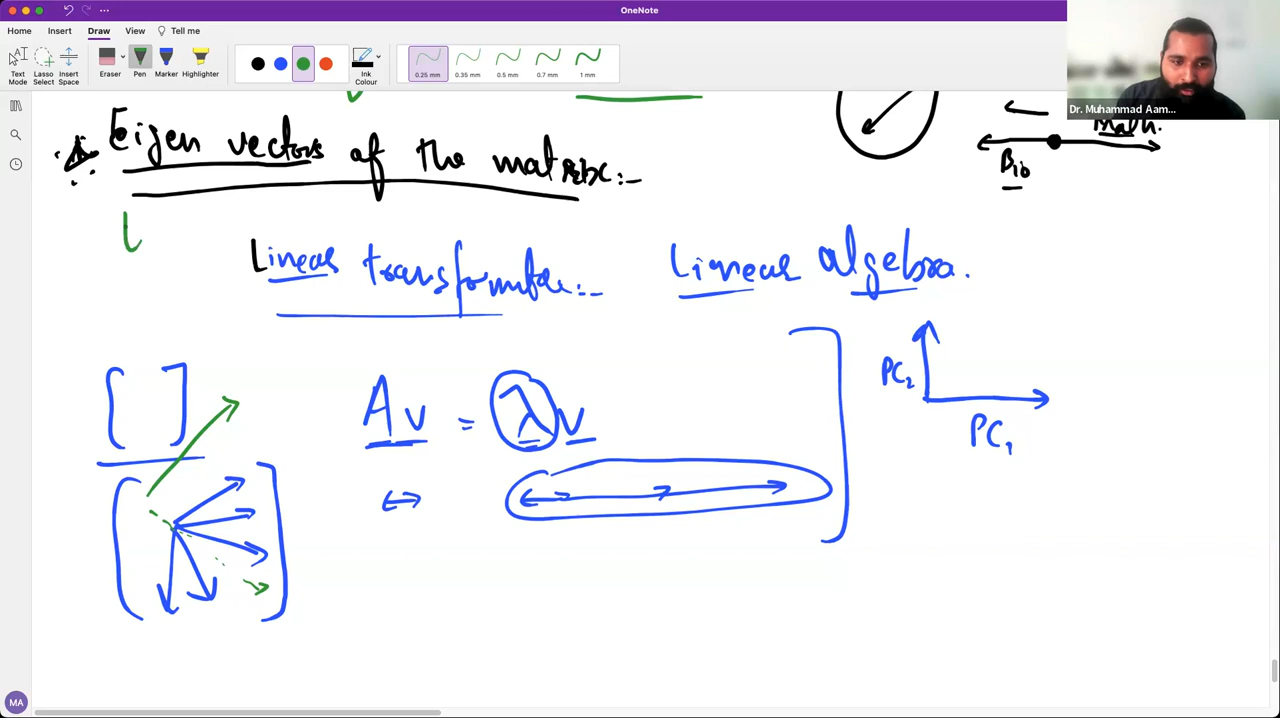 OneNote
Home Insert Draw View Tell me
Text Mode
Lasso Select
Insert Space
Eraser
Pen
Marker
Highlighter
Ink Colour
0.25 mm
0.35 mm
0.5 mm
0.7 mm
1 mm
Dr. Muhammad Aam...
Math.
Bio
Eigen vectors of the matrix:-
Linear Linear algebra.
PC2
PC1
Av = λv
MA